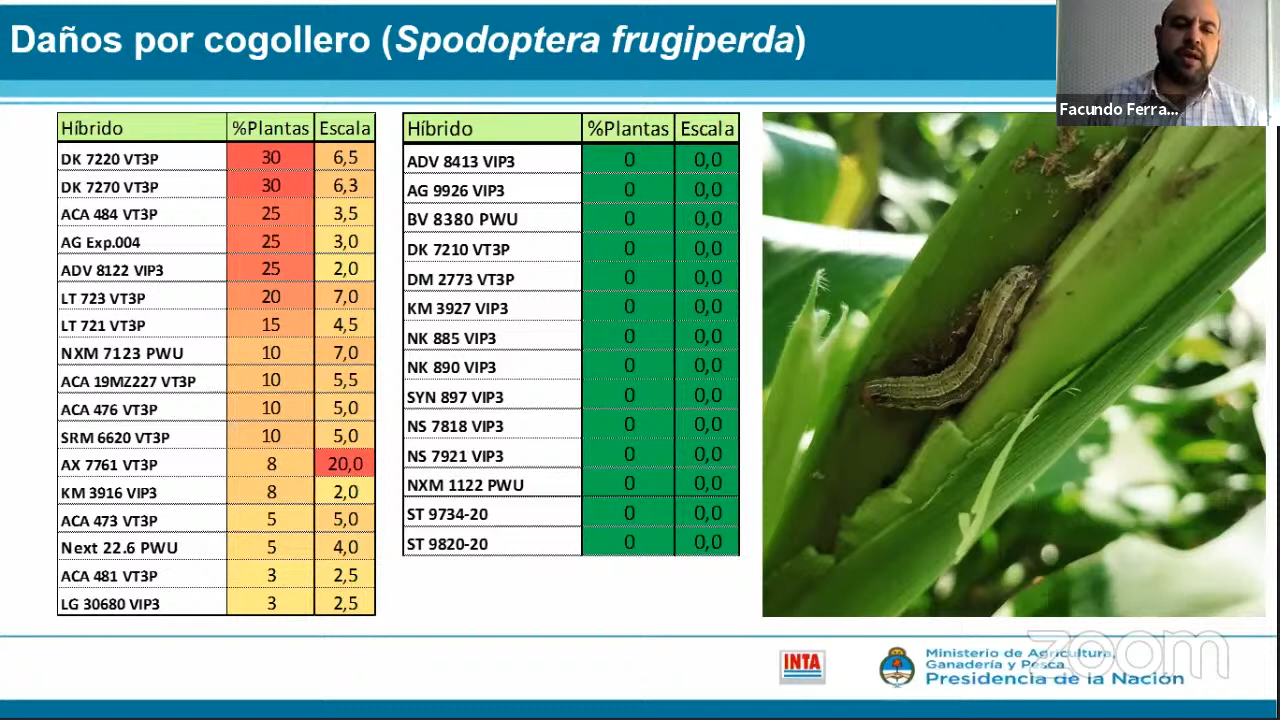 Daños por cogollero (Spodoptera frugiperda)
Facundo Ferra...
Híbrido %Plantas Escala
DK 7220 VT3P 30 6,5
DK 7270 VT3P 30 6,3
ACA 484 VT3P 25 3,5
AG Exp.004 25 3,0
ADV 8122 VIP3 25 2,0
LT 723 VT3P 20 7,0
LT 721 VT3P 15 4,5
NXM 7123 PWU 10 7,0
ACA 19MZ227 VT3P 10 5,5
ACA 476 VT3P 10 5,0
SRM 6620 VT3P 10 5,0
AX 7761 VT3P 8 20,0
KM 3916 VIP3 8 2,0
ACA 473 VT3P 5 5,0
Next 22.6 PWU 5 4,0
ACA 481 VT3P 3 2,5
LG 30680 VIP3 3 2,5
Híbrido %Plantas Escala
ADV 8413 VIP3 0 0,0
AG 9926 VIP3 0 0,0
BV 8380 PWU 0 0,0
DK 7210 VT3P 0 0,0
DM 2773 VT3P 0 0,0
KM 3927 VIP3 0 0,0
NK 885 VIP3 0 0,0
NK 890 VIP3 0 0,0
SYN 897 VIP3 0 0,0
NS 7818 VIP3 0 0,0
NS 7921 VIP3 0 0,0
NXM 1122 PWU 0 0,0
ST 9734-20 0 0,0
ST 9820-20 0 0,0
INTA
Ministerio de Agricultura,
Ganadería y Pesca
Presidencia de la Nación
zoom